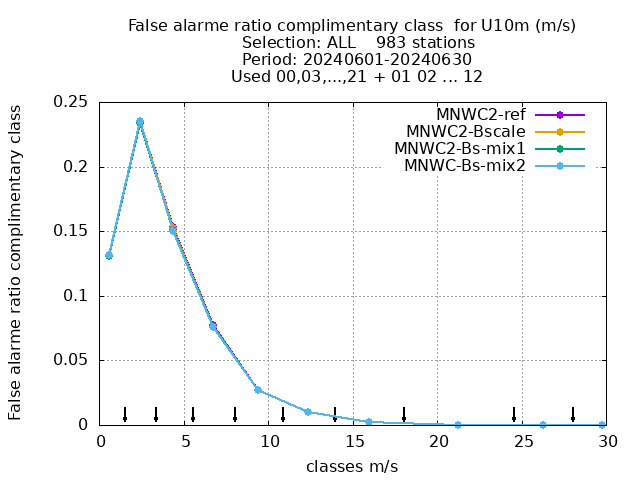 False alarme ratio complimentary class  for U10m (m/s)
Selection: ALL    983 stations
Period: 20240601-20240630
Used 00,03,...,21 + 01 02 ... 12
False alarme ratio complimentary class
0.25
0.2
0.15
0.1
0.05
0
MNWC2-ref
MNWC2-Bscale
MNWC2-Bs-mix1
MNWC-Bs-mix2
0 5 10 15 20 25 30
classes m/s